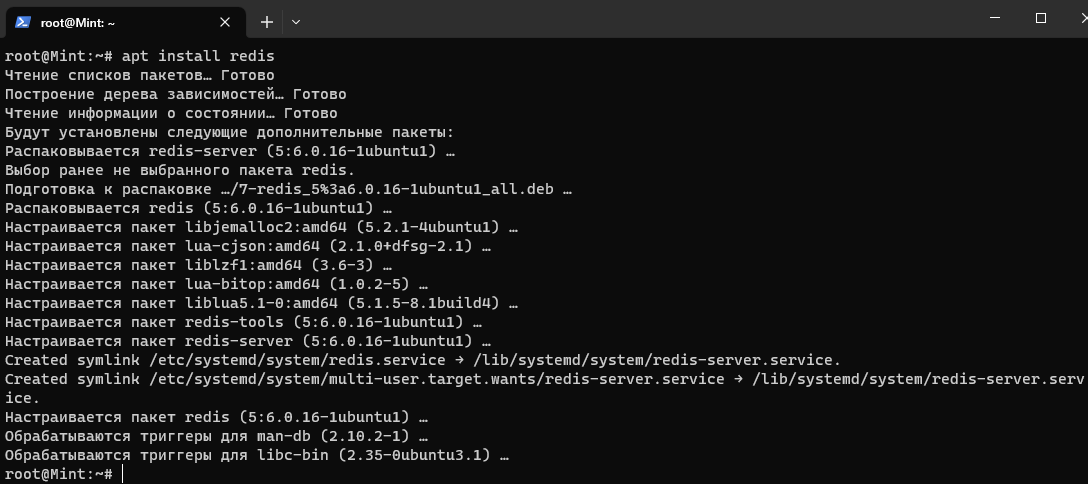 root@Mint: ~
root@Mint:~# apt install redis
Чтение списков пакетов… Готово
Построение дерева зависимостей… Готово
Чтение информации о состоянии… Готово
Будут установлены следующие дополнительные пакеты:
Распаковывается redis-server (5:6.0.16-1ubuntu1) …
Выбор ранее не выбранного пакета redis.
Подготовка к распаковке …/7-redis_5%3a6.0.16-1ubuntu1_all.deb …
Распаковывается redis (5:6.0.16-1ubuntu1) …
Настраивается пакет libjemalloc2:amd64 (5.2.1-4ubuntu1) …
Настраивается пакет lua-cjson:amd64 (2.1.0+dfsg-2.1) …
Настраивается пакет liblzf1:amd64 (3.6-3) …
Настраивается пакет lua-bitop:amd64 (1.0.2-5) …
Настраивается пакет liblua5.1-0:amd64 (5.1.5-8.1build4) …
Настраивается пакет redis-tools (5:6.0.16-1ubuntu1) …
Настраивается пакет redis-server (5:6.0.16-1ubuntu1) …
Created symlink /etc/systemd/system/redis.service → /lib/systemd/system/redis-server.service.
Created symlink /etc/systemd/system/multi-user.target.wants/redis-server.service → /lib/systemd/system/redis-server.serv
ice.
Настраивается пакет redis (5:6.0.16-1ubuntu1) …
Обрабатываются триггеры для man-db (2.10.2-1) …
Обрабатываются триггеры для libc-bin (2.35-0ubuntu3.1) …
root@Mint:~#